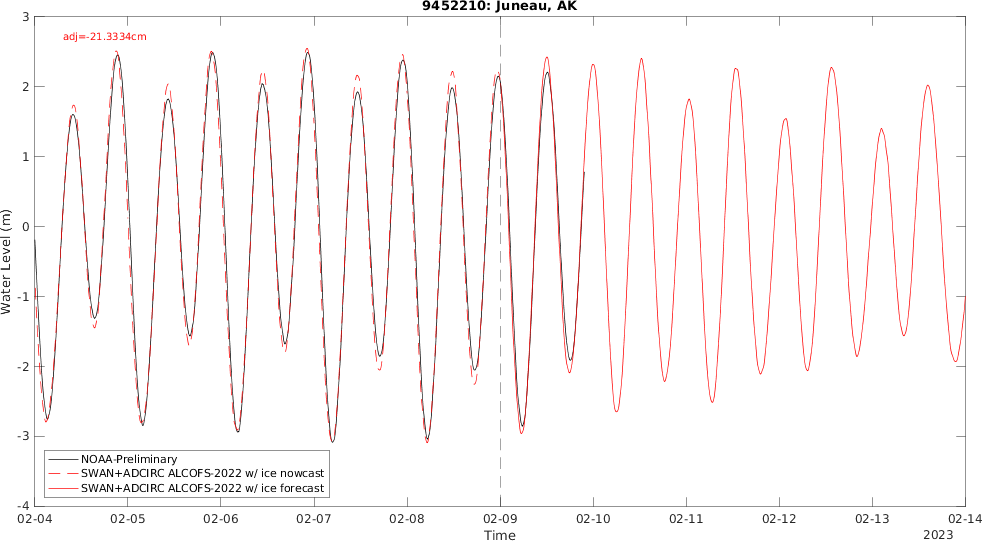 9452210: Juneau, AK
adj=-21.3334cm
3
2
1
0
-1
-2
-3
-4
Water Level (m)
NOAA-Preliminary
SWAN+ADCIRC ALCOFS-2022 w/ ice nowcast
SWAN+ADCIRC ALCOFS-2022 w/ ice forecast
02-04 02-05 02-06 02-07 02-08 02-09 02-10 02-11 02-12 02-13 02-14
Time
2023